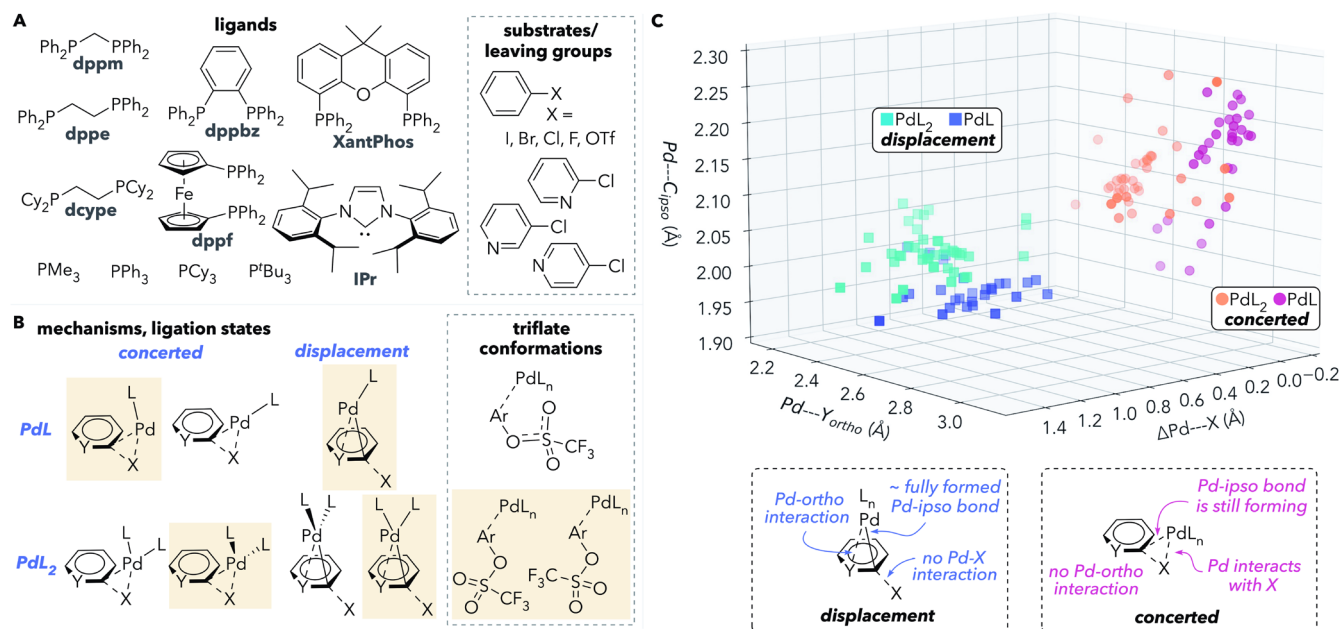 A
ligands
Ph₂P PPh₂
dppm
Ph₂P PPh₂
dppe
Ph₂P PPh₂
dppbz
O
PPh₂ PPh₂
XantPhos
Cy₂P PCy₂
dcype
Fe
PPh₂
PPh₂
dppf
N N
IPr
PMe₃ PPh₃ PCy₃ PᵗBu₃
substrates/
leaving groups
X
X =
I, Br, Cl, F, OTf
N Cl
N Cl
N Cl
B
mechanisms, ligation states
concerted displacement
PdL
L
Pd
Y X
Pd L
Y X
L
Pd
Y
X
PdL₂
L
Pd L
Y X
L
Pd L
Y X
L L
Pd
Y
X
L L
Pd
Y
X
triflate
conformations
PdLₙ
Ar O
O S CF₃
O
PdLₙ
Ar
O
O S CF₃
O
PdLₙ
Ar
O
F₃C S O
O
C
PdL₂ PdL
displacement
PdL₂ PdL
concerted
Pd---Cipso (Å)
2.30
2.25
2.20
2.15
2.10
2.05
2.00
1.95
1.90
2.2 2.4 2.6 2.8 3.0
Pd---Yortho (Å)
1.4 1.2 1.0 0.8 0.6 0.4 0.2 0.0 −0.2
ΔPd---X (Å)
Pd-ortho
interaction
Lₙ
Pd
Y
X
~ fully formed
Pd-ipso bond
no Pd-X
interaction
displacement
no Pd-ortho
interaction
PdLₙ
Y X
Pd-ipso bond
is still forming
Pd interacts
with X
concerted